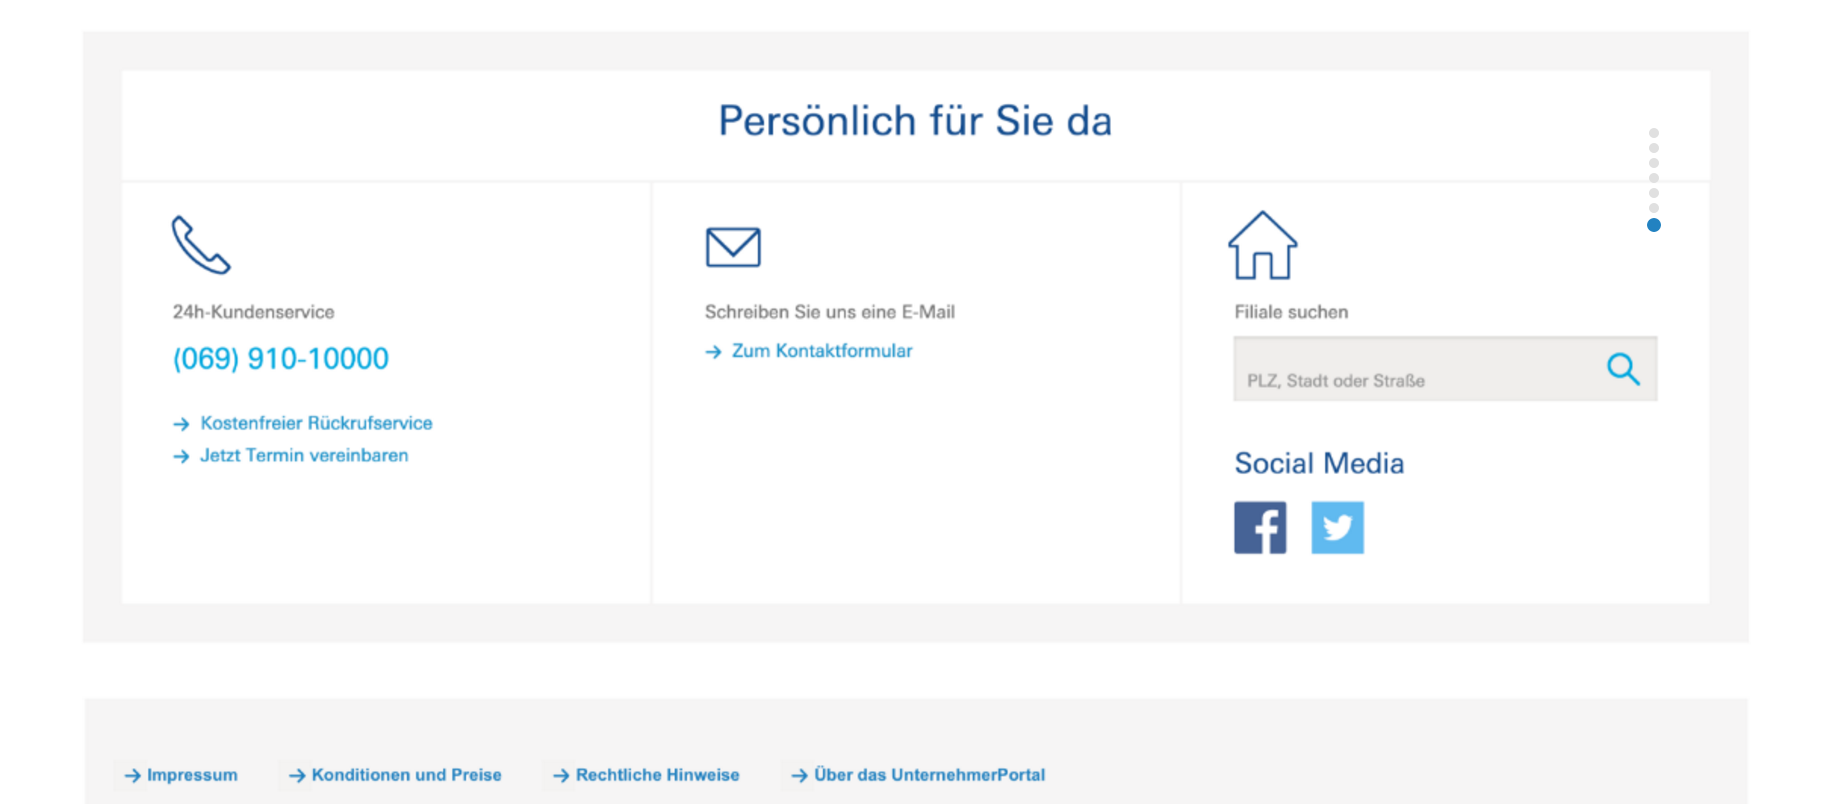 Persönlich für Sie da
24h-Kundenservice
(069) 910-10000
→ Kostenfreier Rückrufservice
→ Jetzt Termin vereinbaren
Schreiben Sie uns eine E-Mail
→ Zum Kontaktformular
Filiale suchen
PLZ, Stadt oder Straße
Social Media
→ Impressum → Konditionen und Preise → Rechtliche Hinweise → Über das UnternehmerPortal